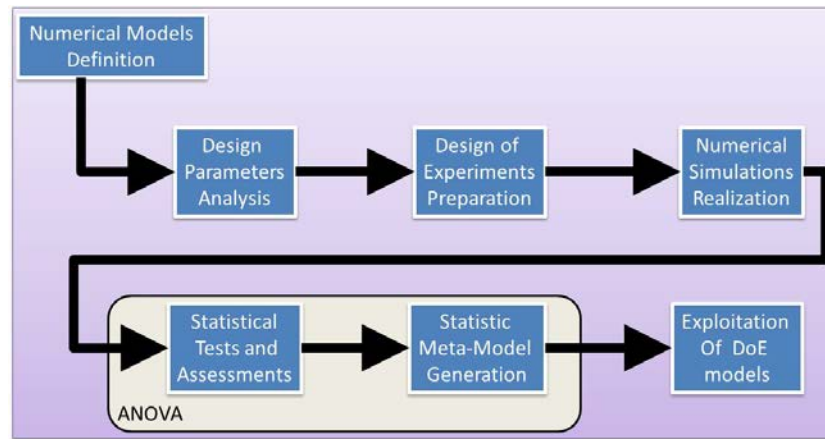 Numerical Models
Definition
Design
Parameters
Analysis
Design of
Experiments
Preparation
Numerical
Simulations
Realization
Statistical
Tests and
Assessments
Statistic
Meta-Model
Generation
Exploitation
Of DoE
models
ANOVA